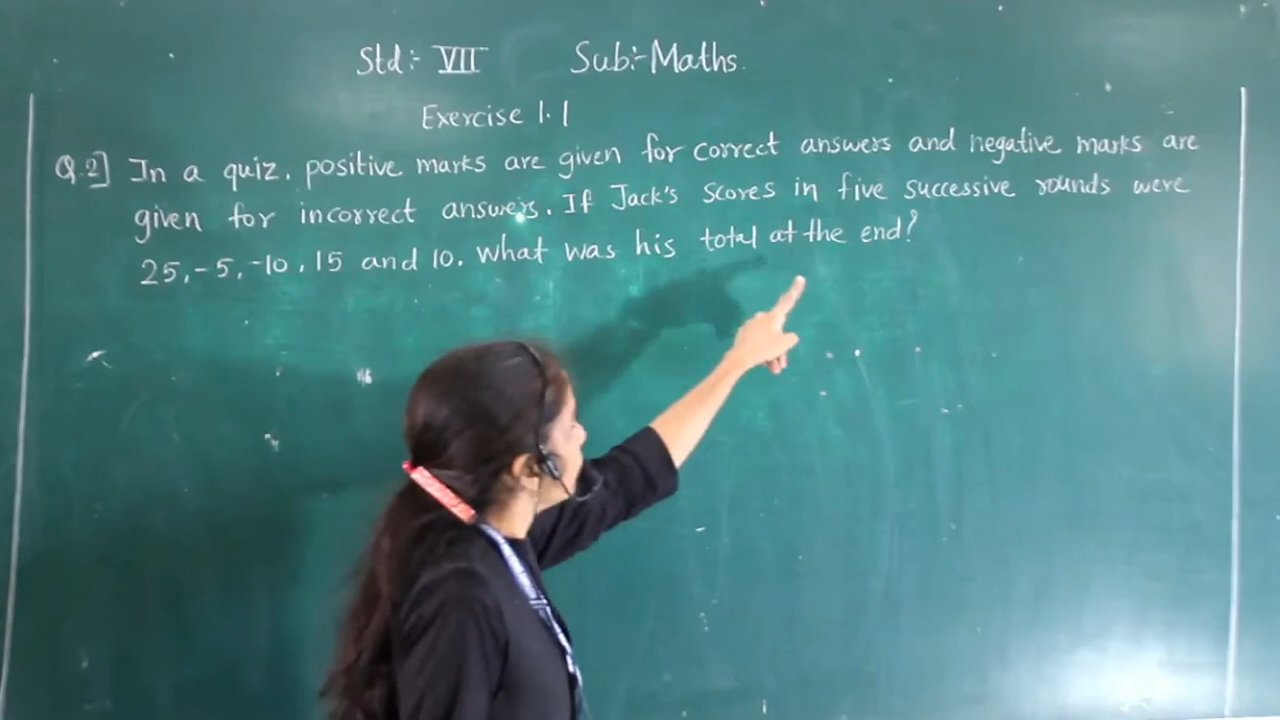 Std:- VII Sub:- Maths.
Exercise 1.1
Q.2] In a quiz, positive marks are given for correct answers and negative marks are
given for incorrect answers. If Jack's scores in five successive rounds were
25, -5, -10, 15 and 10. What was his total at the end?